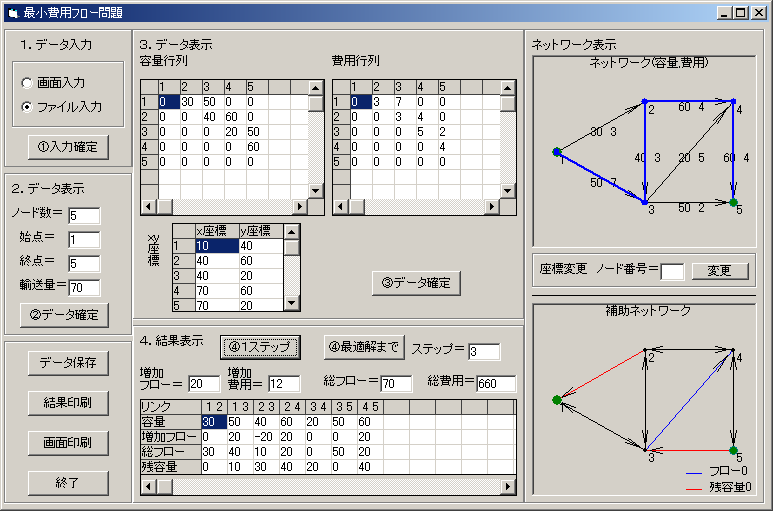 最小費用フロー問題
1. データ入力
画面入力
ファイル入力
①入力確定
2. データ表示
ノード数= 5
始点= 1
終点= 5
輸送量= 70
②データ確定
データ保存
結果印刷
画面印刷
終了
3. データ表示
容量行列
1 2 3 4 5
1 0 30 50 0 0
2 0 0 40 60 0
3 0 0 0 20 50
4 0 0 0 0 60
5 0 0 0 0 0
費用行列
1 2 3 4 5
1 0 3 7 0 0
2 0 0 3 4 0
3 0 0 0 5 2
4 0 0 0 0 4
5 0 0 0 0 0
xy座標
x座標 y座標
1 10 40
2 40 60
3 40 20
4 70 60
5 70 20
③データ確定
4. 結果表示
④1ステップ
④最適解まで
ステップ= 3
増加フロー= 20
増加費用= 12
総フロー= 70
総費用= 660
リンク 1 2 1 3 2 3 2 4 3 4 3 5 4 5
容量 30 50 40 60 20 50 60
増加フロー 0 20 -20 20 0 0 20
総フロー 30 40 10 20 0 50 20
残容量 0 10 30 40 20 0 40
ネットワーク表示
ネットワーク(容量,費用)
2 60 4 4
30 3
1 40 3 20 5 60 4
50 7
3 50 2 5
座標変更 ノード番号=
変更
補助ネットワーク
2 4
1
3 5
フロー0
残容量0